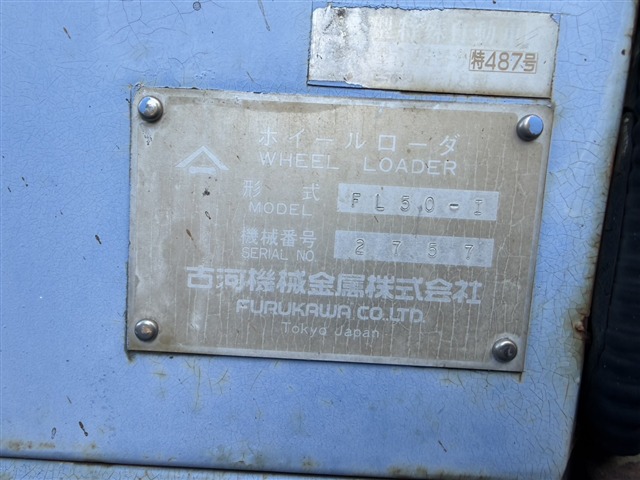 特487号
ホイールローダ
WHEEL LOADER
形 式
MODEL FL30-I
機械番号
SERIAL NO. 2757
古河機械金属株式会社
FURUKAWA CO.,LTD.
Tokyo Japan